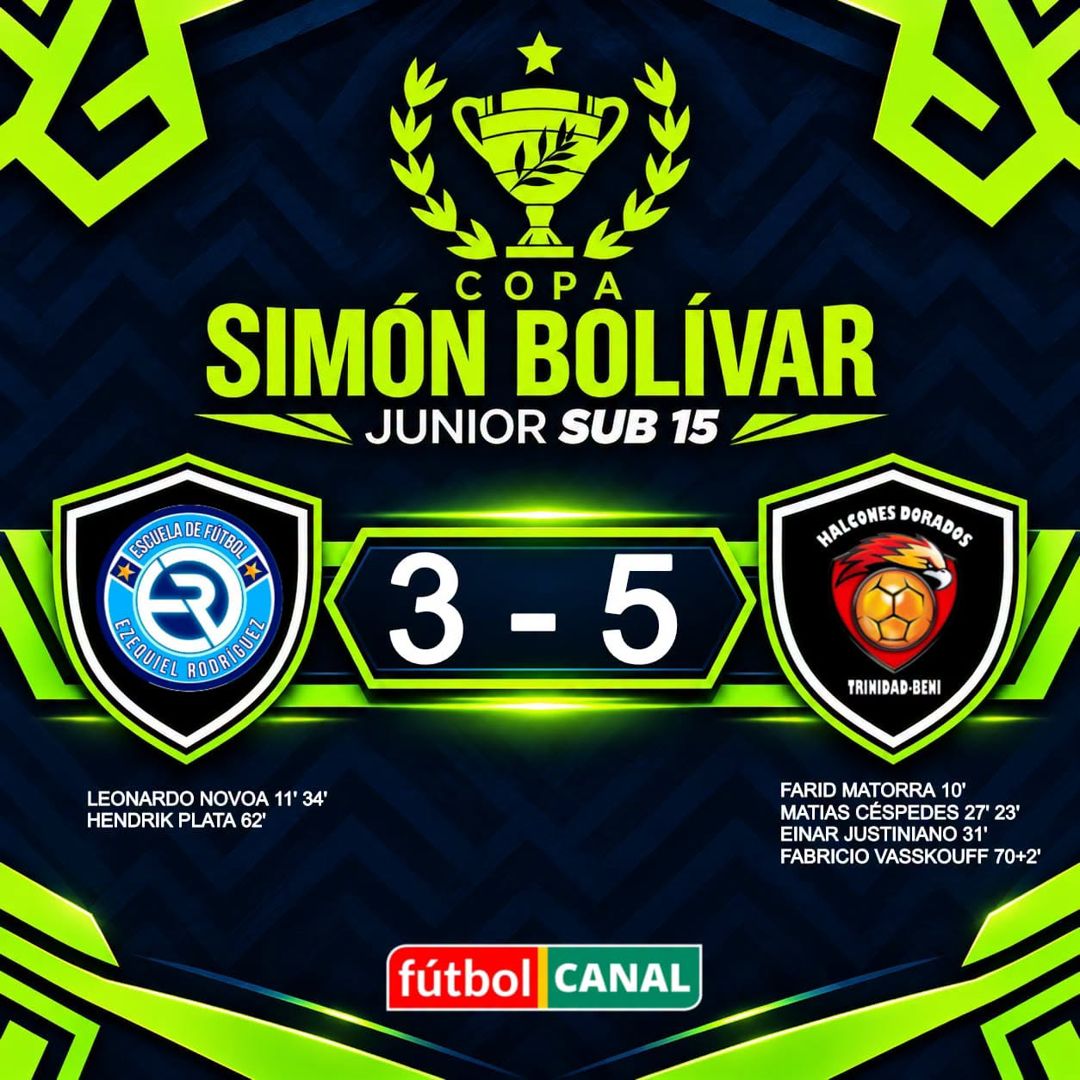 COPA
SIMÓN BOLÍVAR
JUNIOR SUB 15
ESCUELA DE FÚTBOL
ER
EZEQUIEL RODRÍGUEZ
3 - 5
HALCONES DORADOS
TRINIDAD-BENI
LEONARDO NOVOA 11' 34'
HENDRIK PLATA 62'
FARID MATORRA 10'
MATIAS CÉSPEDES 27' 23'
EINAR JUSTINIANO 31'
FABRICIO VASSKOUFF 70+2'
fútbol CANAL